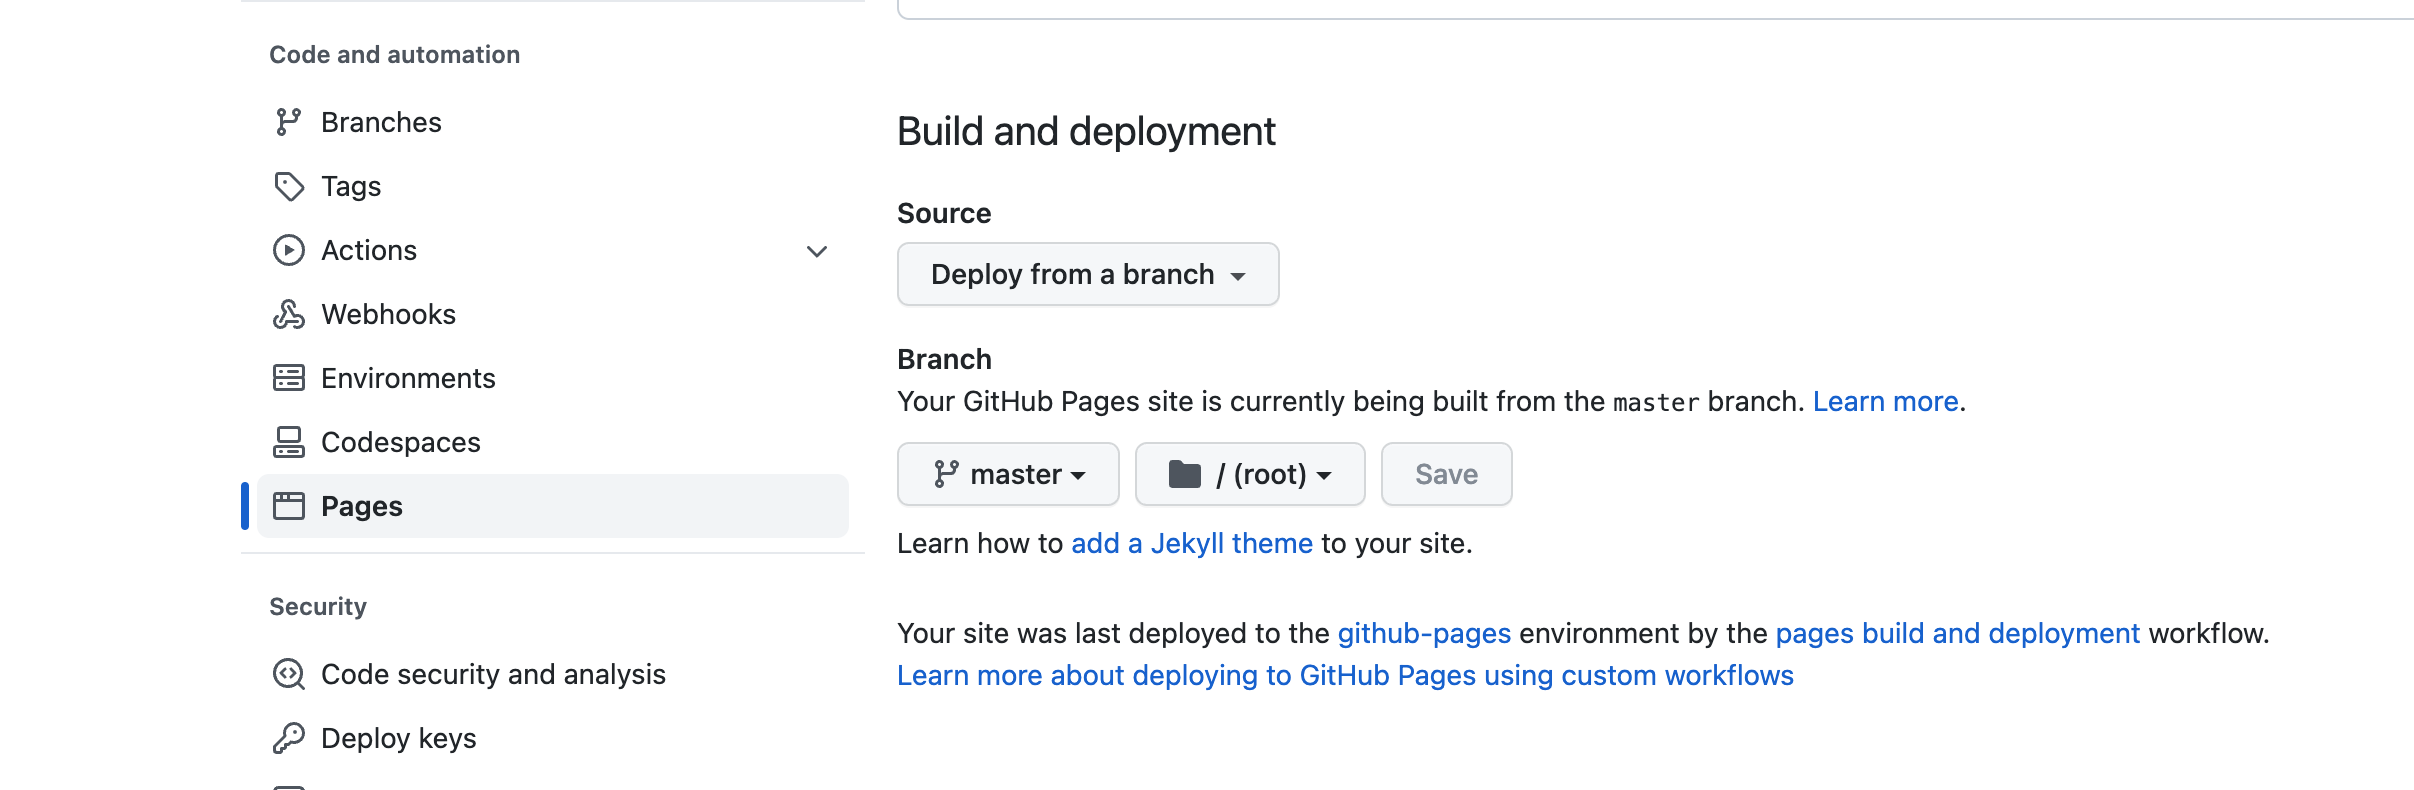 Code and automation
Branches
Tags
Actions
Webhooks
Environments
Codespaces
Pages
Security
Code security and analysis
Deploy keys
Build and deployment
Source
Deploy from a branch
Branch
Your GitHub Pages site is currently being built from the master branch. Learn more.
master
/ (root)
Save
Learn how to add a Jekyll theme to your site.
Your site was last deployed to the github-pages environment by the pages build and deployment workflow.
Learn more about deploying to GitHub Pages using custom workflows